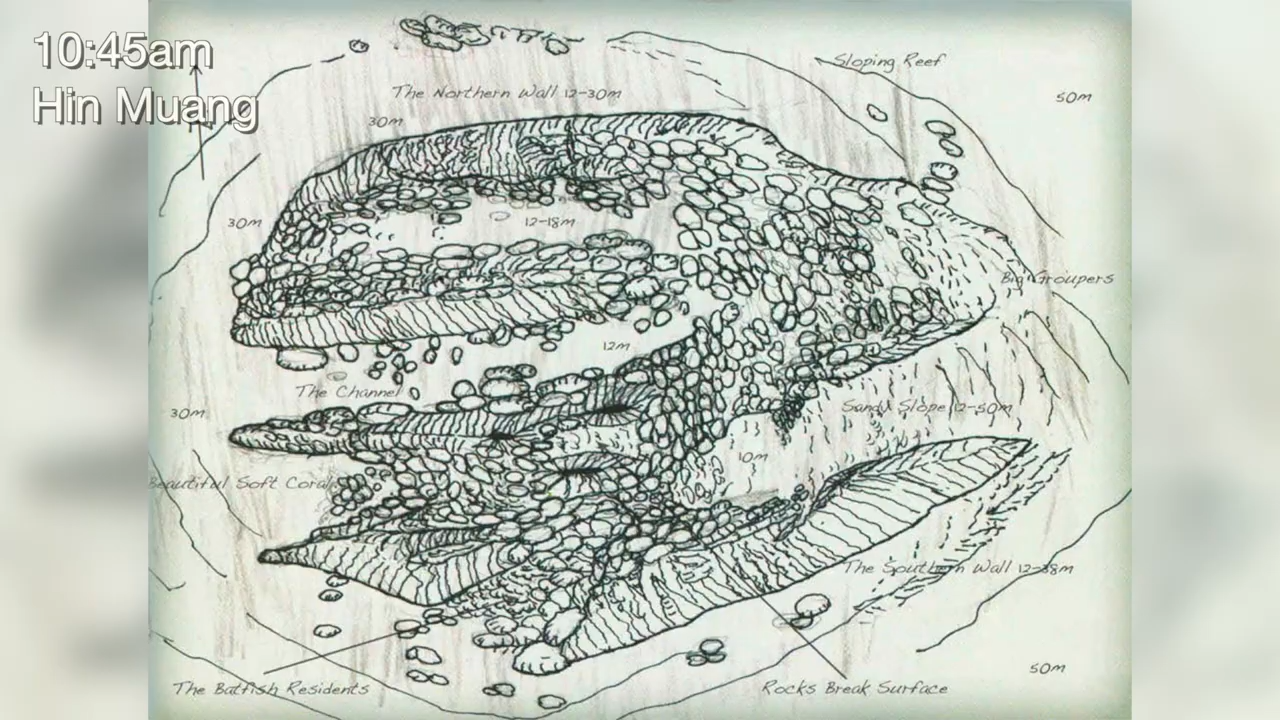 10:45am
Hin Muang
Sloping Reef
The Northern Wall 12-30m
50m
30m
30m
12-18m
Big Groupers
12m
The Channel
30m
Sandy Slope 12-50m
10m
Beautiful Soft Coral
The Southern Wall 12-38m
50m
The Batfish Residents
Rocks Break Surface